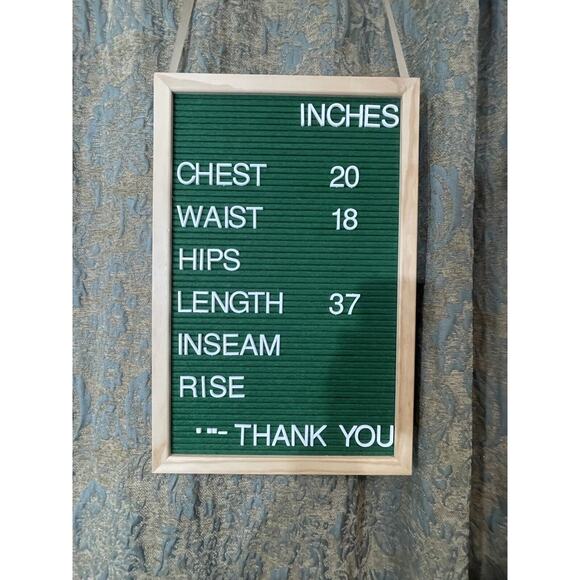 INCHES
CHEST 20
WAIST 18
HIPS
LENGTH 37
INSEAM
RISE
THANK YOU